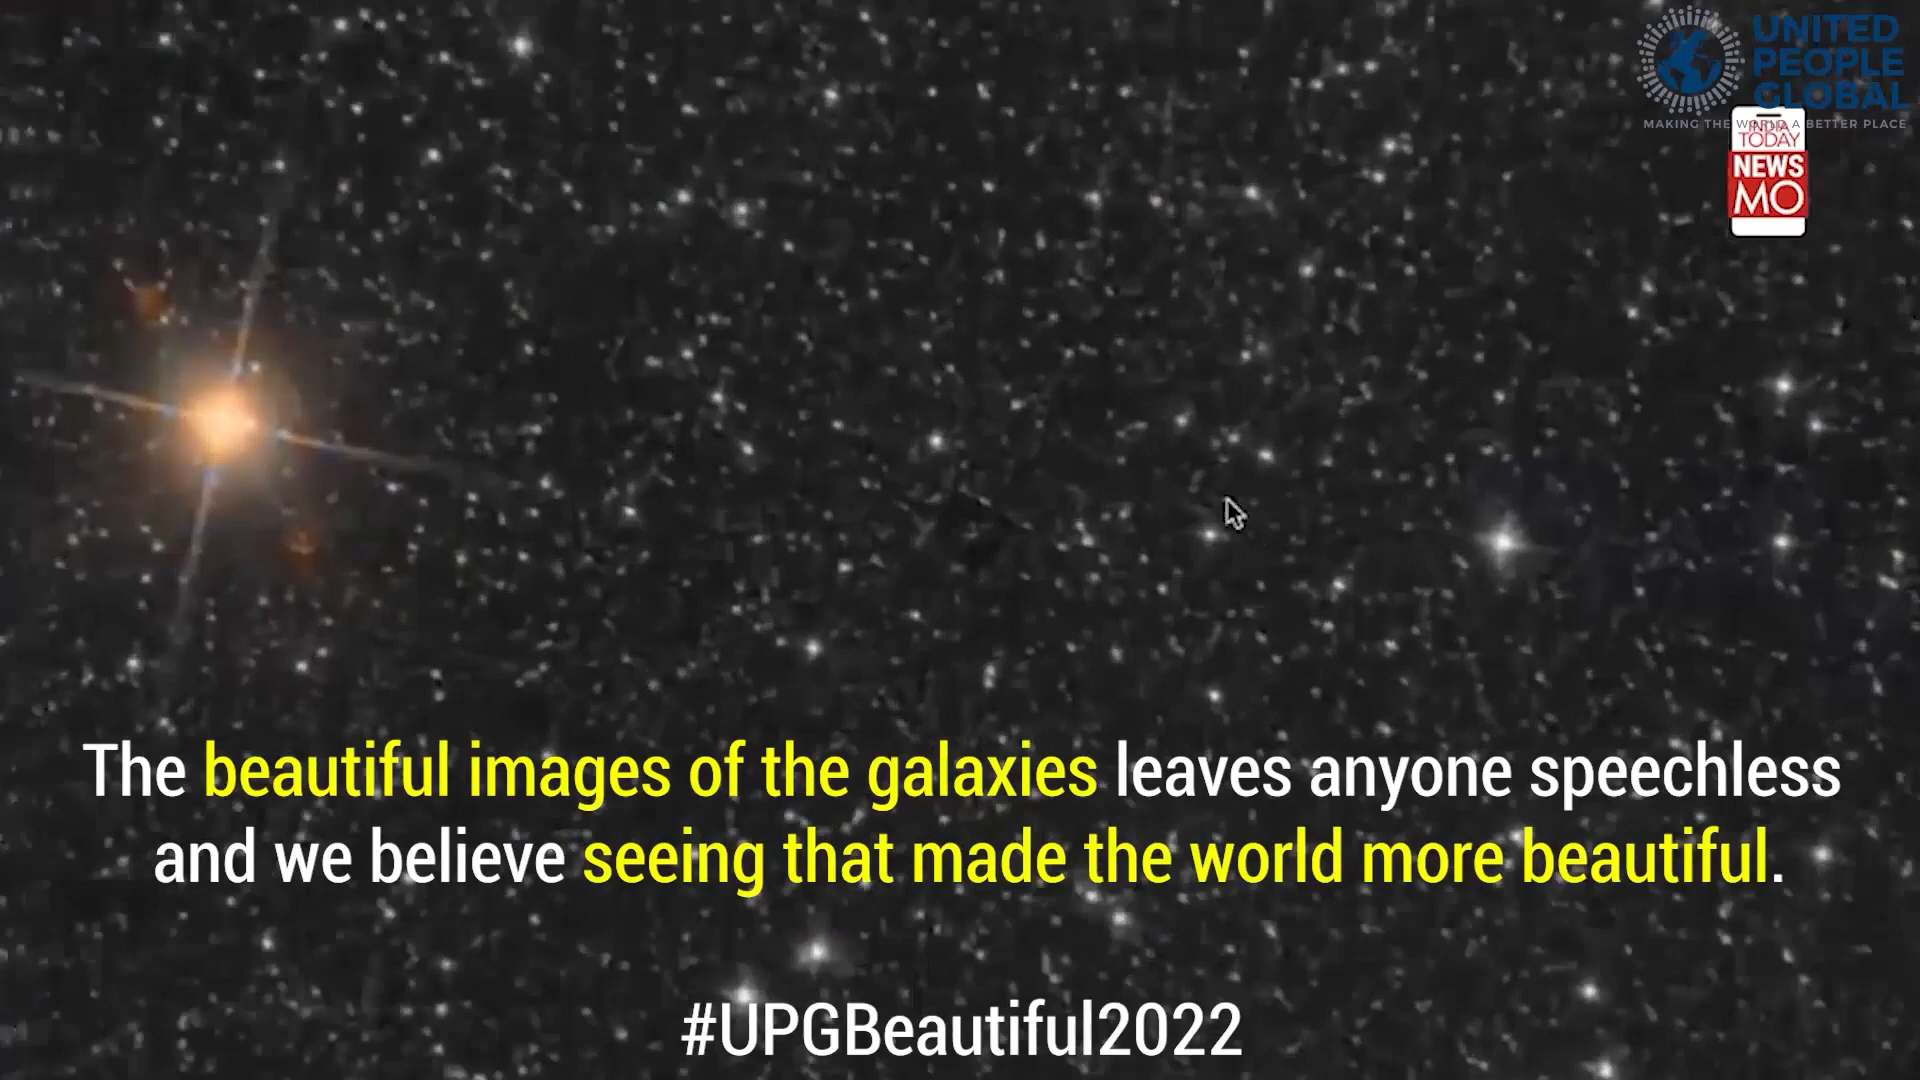 UNITED
PEOPLE
GLOBAL
MAKING THE WORLD A BETTER PLACE
INDIA
TODAY
NEWS
MO
The beautiful images of the galaxies leaves anyone speechless
and we believe seeing that made the world more beautiful.
#UPGBeautiful2022